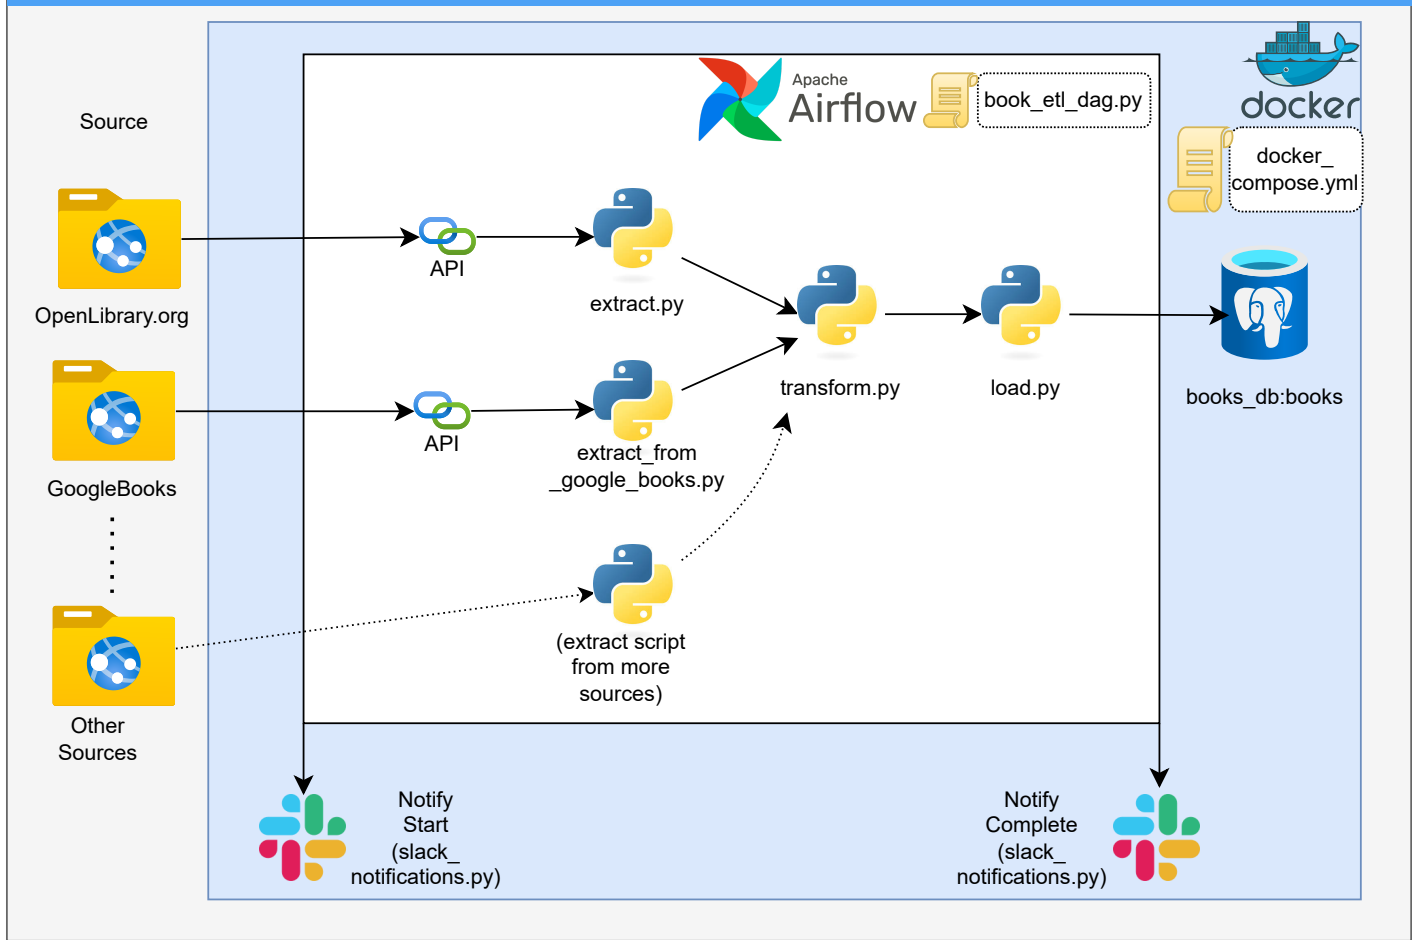 Source
Apache
Airflow
book_etl_dag.py
docker
docker_
compose.yml
API
OpenLibrary.org
extract.py
transform.py
load.py
books_db:books
API
GoogleBooks
extract_from
_google_books.py
(extract script
from more
sources)
Other
Sources
Notify
Start
(slack_
notifications.py)
Notify
Complete
(slack_
notifications.py)